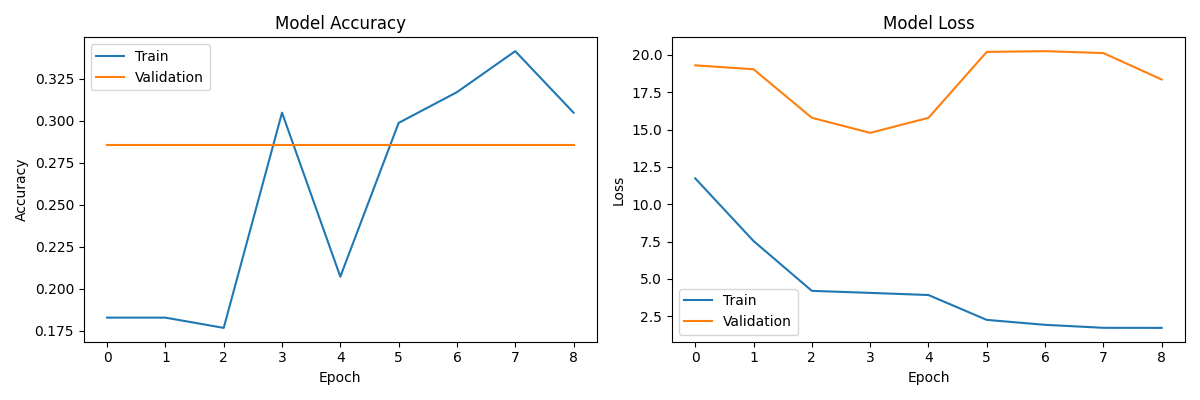 Model Accuracy
Train
Validation
0.325
0.300
0.275
0.250
0.225
0.200
0.175
Accuracy
0 1 2 3 4 5 6 7 8
Epoch
Model Loss
20.0
17.5
15.0
12.5
10.0
7.5
5.0
2.5
Loss
Train
Validation
0 1 2 3 4 5 6 7 8
Epoch